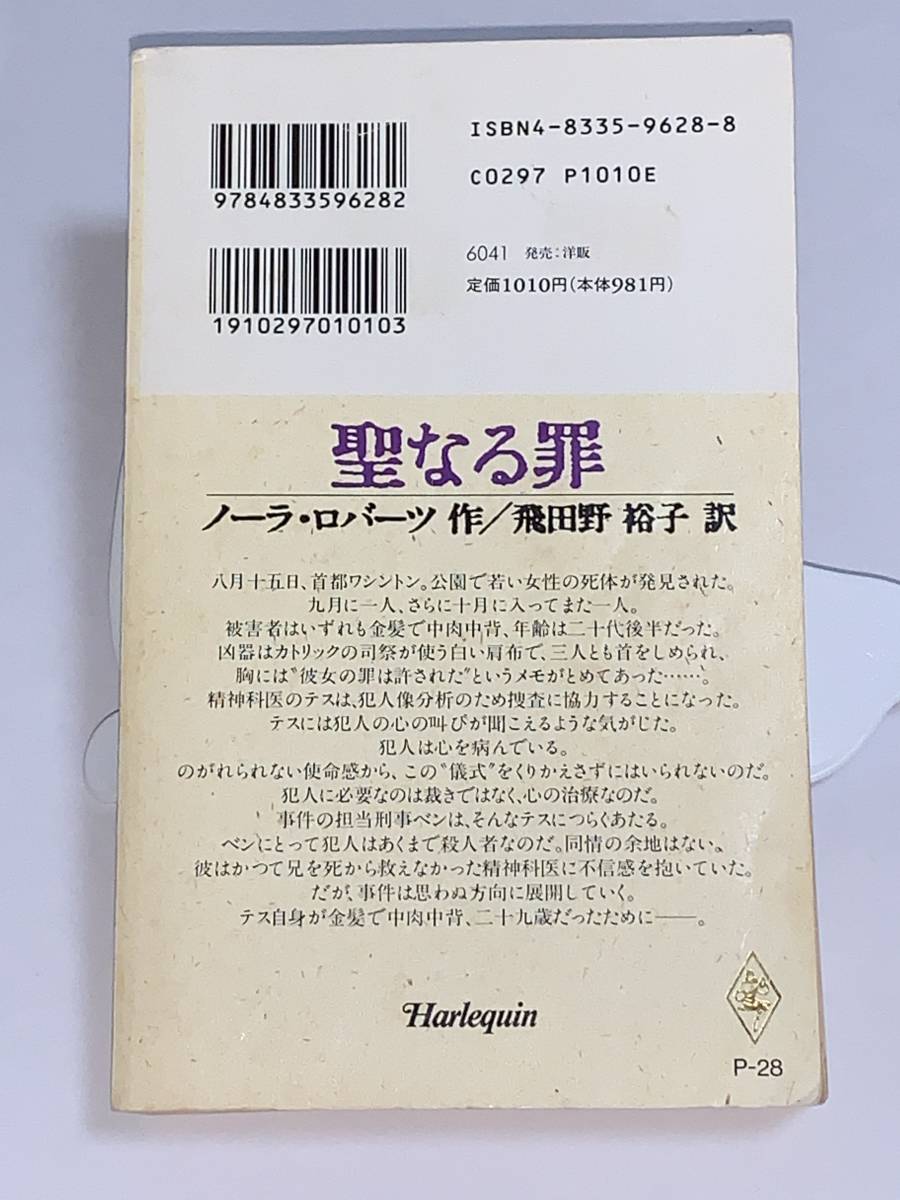 ISBN4-8335-9628-8
C0297 P1010E
9784833596282
6041 発売：洋販
定価1010円（本体981円）
1910297010103
聖なる罪
ノーラ・ロバーツ 作／飛田野 裕子 訳
八月十五日、首都ワシントン。公園で若い女性の死体が発見された。
九月に一人、さらに十月に入ってまた一人。
被害者はいずれも金髪で中肉中背、年齢は二十代後半だった。
凶器はカトリックの司祭が使う白い肩布で、三人とも首をしめられ、
胸には“彼女の罪は許された”というメモがとめてあった……。
精神科医のテスは、犯人像分析のため捜査に協力することになった。
テスには犯人の心の叫びが聞こえるような気がした。
犯人は心を病んでいる。
のがれられない使命感から、この“儀式”をくりかえさずにはいられないのだ。
犯人に必要なのは裁きではなく、心の治療なのだ。
事件の担当刑事ベンは、そんなテスにつらくあたる。
ベンにとって犯人はあくまで殺人者なのだ。同情の余地はない。
彼はかつて兄を死から救えなかった精神科医に不信感を抱いていた。
だが、事件は思わぬ方向に展開していく。
テス自身が金髪で中肉中背、二十九歳だったために――。
Harlequin
P-28